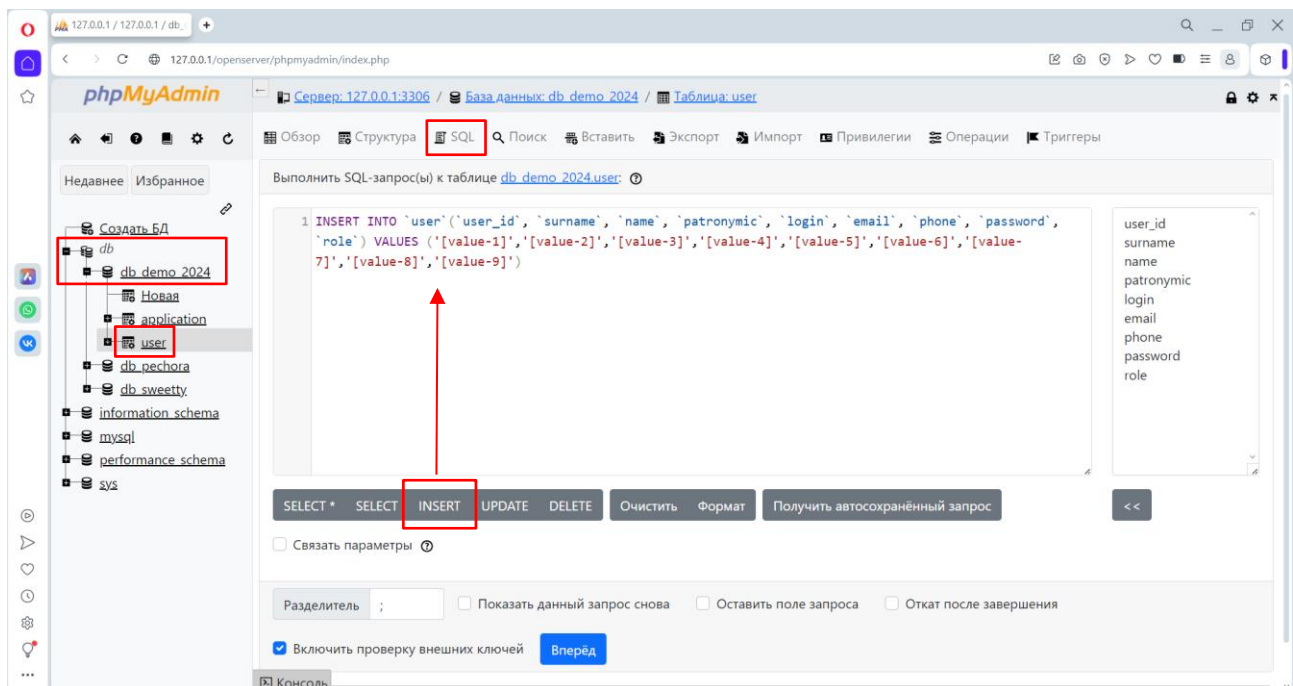 127.0.0.1 / 127.0.0.1 / db_
127.0.0.1/openserver/phpmyadmin/index.php
phpMyAdmin
Сервер: 127.0.0.1:3306 / База данных: db_demo_2024 / Таблица: user
Обзор Структура SQL Поиск Вставить Экспорт Импорт Привилегии Операции Триггеры
Недавнее Избранное
Создать БД
db
db_demo_2024
Новая
application
user
db_pechora
db_sweetty
information_schema
mysql
performance_schema
sys
Выполнить SQL-запрос(ы) к таблице db_demo_2024.user:
1 INSERT INTO `user`(`user_id`, `surname`, `name`, `patronymic`, `login`, `email`, `phone`, `password`,
`role`) VALUES ('[value-1]','[value-2]','[value-3]','[value-4]','[value-5]','[value-6]','[value-
7]','[value-8]','[value-9]')
user_id
surname
name
patronymic
login
email
phone
password
role
SELECT * SELECT INSERT UPDATE DELETE Очистить Формат Получить автосохранённый запрос <<
Связать параметры
Разделитель ; Показать данный запрос снова Оставить поле запроса Откат после завершения
Включить проверку внешних ключей Вперёд
Консоль